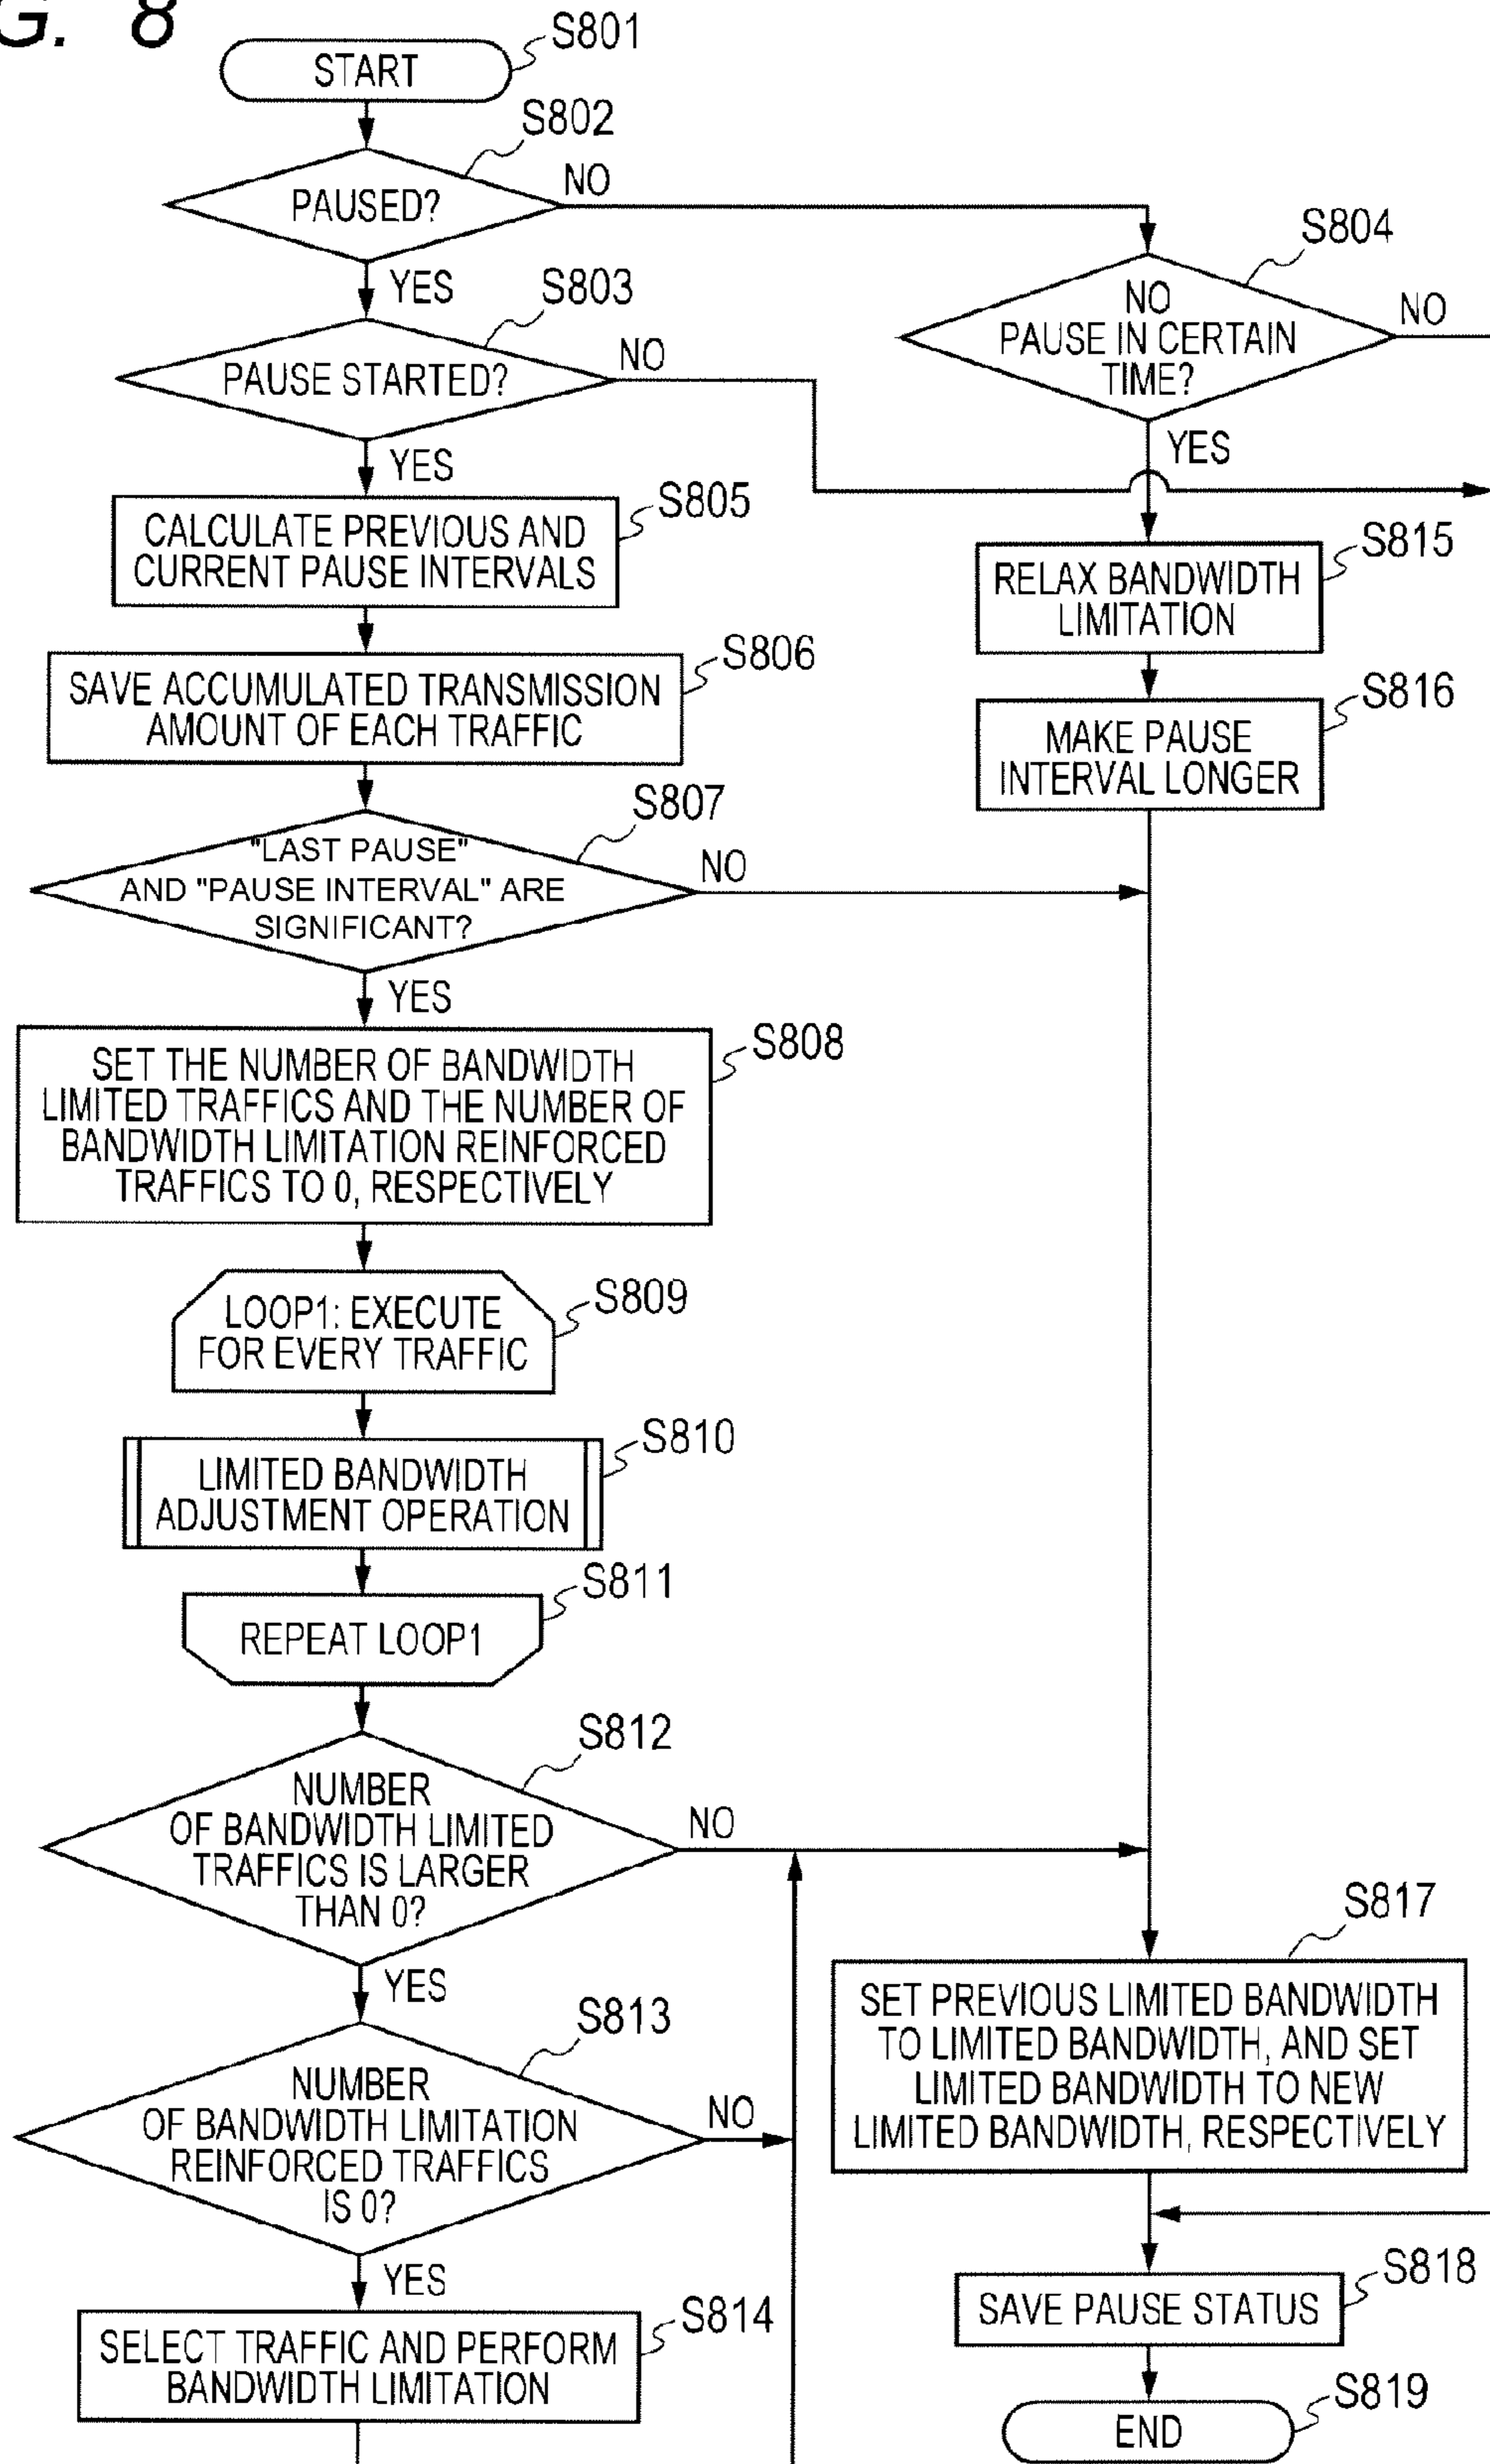 G. 8
START
S801
S802
PAUSED?
NO
YES
S803
PAUSE STARTED?
NO
YES
S804
NO
PAUSE IN CERTAIN
TIME?
NO
YES
S805
CALCULATE PREVIOUS AND
CURRENT PAUSE INTERVALS
S815
RELAX BANDWIDTH
LIMITATION
S806
SAVE ACCUMULATED TRANSMISSION
AMOUNT OF EACH TRAFFIC
S816
MAKE PAUSE
INTERVAL LONGER
S807
"LAST PAUSE"
AND "PAUSE INTERVAL" ARE
SIGNIFICANT?
NO
YES
S808
SET THE NUMBER OF BANDWIDTH
LIMITED TRAFFICS AND THE NUMBER OF
BANDWIDTH LIMITATION REINFORCED
TRAFFICS TO 0, RESPECTIVELY
S809
LOOP1: EXECUTE
FOR EVERY TRAFFIC
S810
LIMITED BANDWIDTH
ADJUSTMENT OPERATION
S811
REPEAT LOOP1
S812
NUMBER
OF BANDWIDTH LIMITED
TRAFFICS IS LARGER
THAN 0?
NO
YES
S813
NUMBER
OF BANDWIDTH LIMITATION
REINFORCED TRAFFICS
IS 0?
NO
YES
S814
SELECT TRAFFIC AND PERFORM
BANDWIDTH LIMITATION
S817
SET PREVIOUS LIMITED BANDWIDTH
TO LIMITED BANDWIDTH, AND SET
LIMITED BANDWIDTH TO NEW
LIMITED BANDWIDTH, RESPECTIVELY
S818
SAVE PAUSE STATUS
S819
END